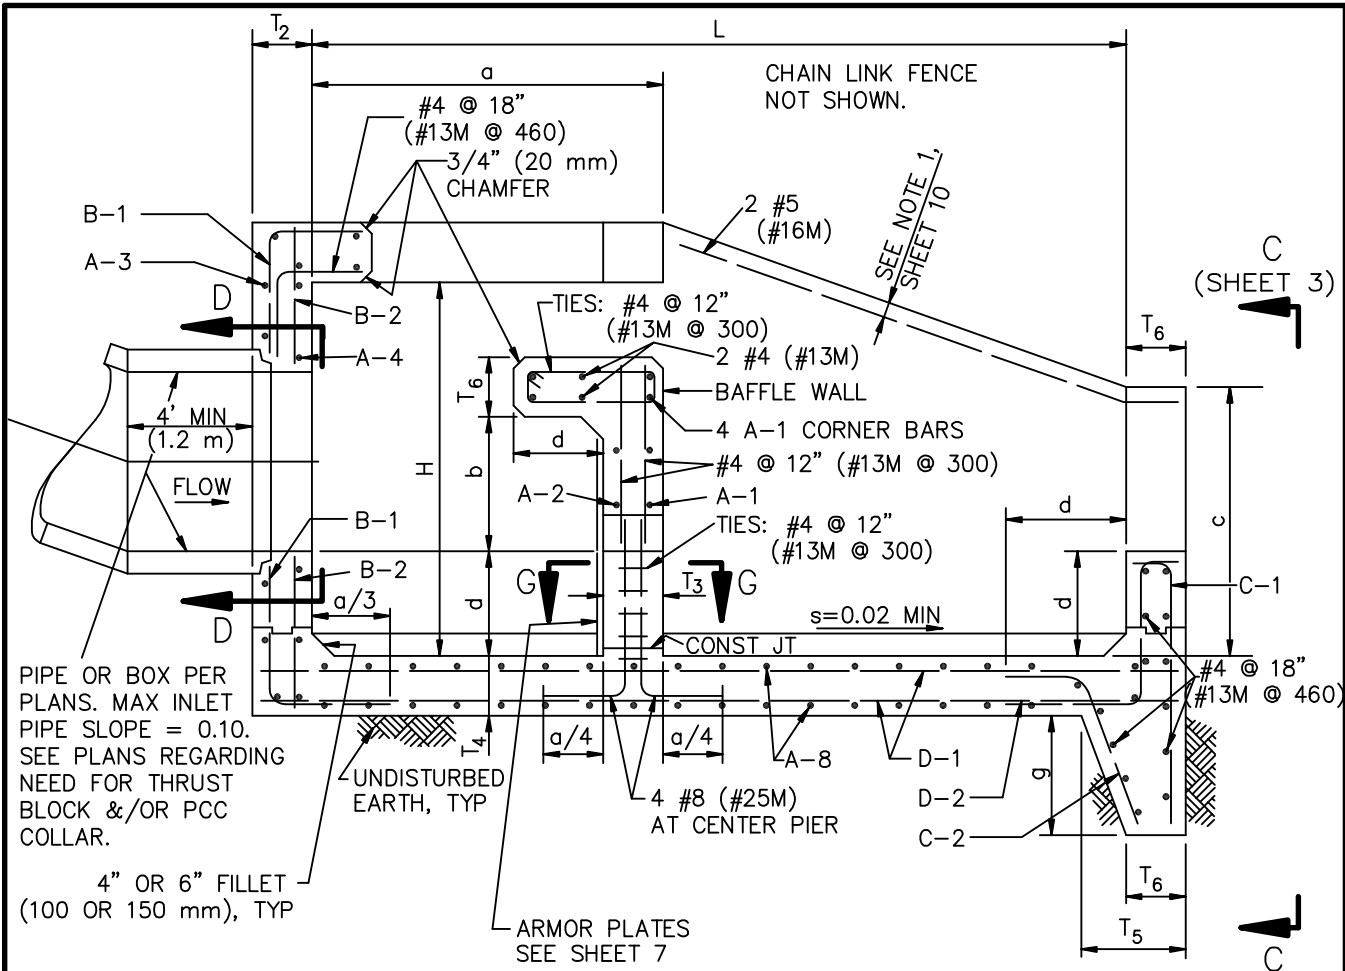 T2
L
a
CHAIN LINK FENCE
NOT SHOWN.
#4 @ 18”
(#13M @ 460)
3/4” (20 mm)
CHAMFER
B-1
A-3
D
B-2
A-4
2 #5
(#16M)
SEE NOTE 1,
SHEET 10
C
(SHEET 3)
T6
TIES: #4 @ 12”
(#13M @ 300)
2 #4 (#13M)
BAFFLE WALL
T6
4 A-1 CORNER BARS
4' MIN
(1.2 m)
H
d
b
#4 @ 12” (#13M @ 300)
A-2
A-1
FLOW
B-1
TIES: #4 @ 12”
(#13M @ 300)
d
c
B-2
a/3
d
G
T3
G
d
C-1
D
s=0.02 MIN
CONST JT
PIPE OR BOX PER
PLANS. MAX INLET
PIPE SLOPE = 0.10.
SEE PLANS REGARDING
NEED FOR THRUST
BLOCK &/OR PCC
COLLAR.
#4 @ 18”
(#13M @ 460)
T4
a/4
a/4
A-8
D-1
g
UNDISTURBED
EARTH, TYP
4 #8 (#25M)
AT CENTER PIER
D-2
C-2
4” OR 6” FILLET
(100 OR 150 mm), TYP
T6
ARMOR PLATES
SEE SHEET 7
T5
C